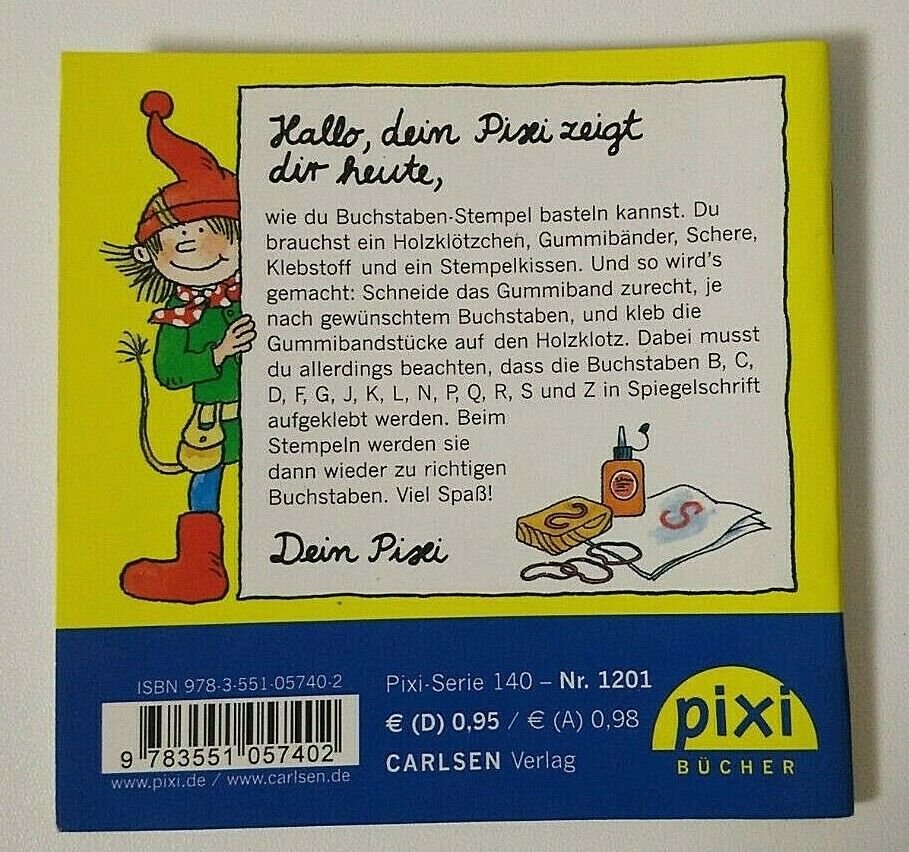 Hallo, dein Pixi zeigt
dir heute,
wie du Buchstaben-Stempel basteln kannst. Du
brauchst ein Holzklötzchen, Gummibänder, Schere,
Klebstoff und ein Stempelkissen. Und so wird's
gemacht: Schneide das Gummiband zurecht, je
nach gewünschtem Buchstaben, und kleb die
Gummibandstücke auf den Holzklotz. Dabei musst
du allerdings beachten, dass die Buchstaben B, C,
D, F, G, J, K, L, N, P, Q, R, S und Z in Spiegelschrift
aufgeklebt werden. Beim
Stempeln werden sie
dann wieder zu richtigen
Buchstaben. Viel Spaß!
S
Dein Pixi
ISBN 978-3-551-05740-2
9 783551 057402
www.pixi.de / www.carlsen.de
Pixi-Serie 140 – Nr. 1201
€ (D) 0,95 / € (A) 0,98
CARLSEN Verlag
pixi
BÜCHER